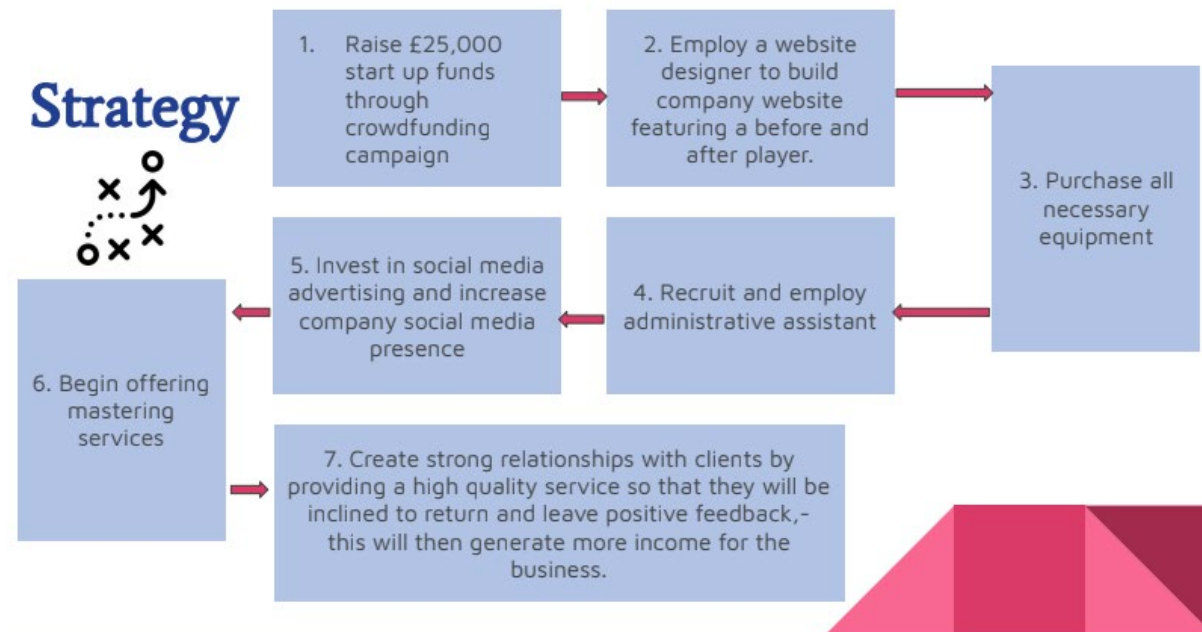 Strategy
1. Raise £25,000
start up funds
through
crowdfunding
campaign
2. Employ a website
designer to build
company website
featuring a before and
after player.
3. Purchase all
necessary
equipment
4. Recruit and employ
administrative assistant
5. Invest in social media
advertising and increase
company social media
presence
6. Begin offering
mastering
services
7. Create strong relationships with clients by
providing a high quality service so that they will be
inclined to return and leave positive feedback,-
this will then generate more income for the
business.